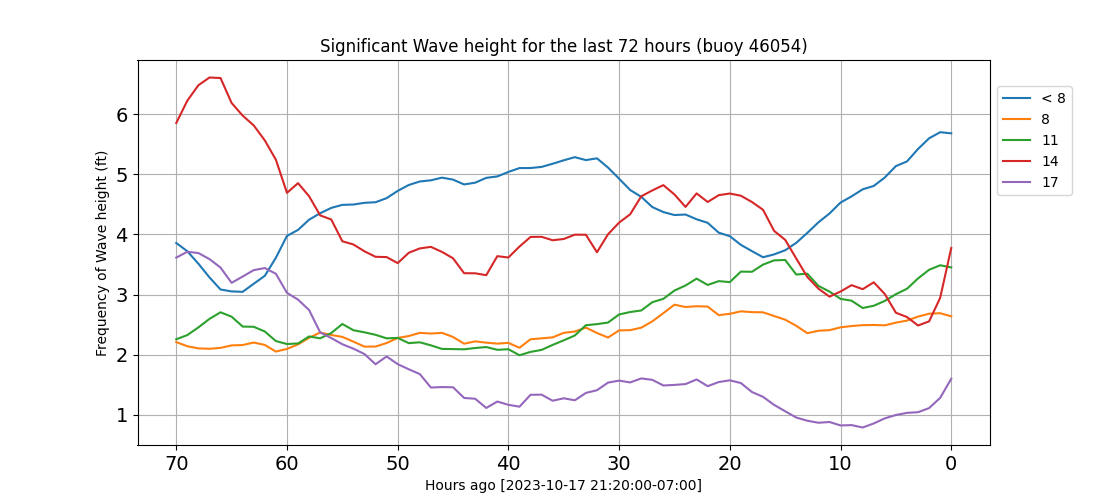 Significant Wave height for the last 72 hours (buoy 46054)
Frequency of Wave height (ft)
6
5
4
3
2
1
70 60 50 40 30 20 10 0
Hours ago [2023-10-17 21:20:00-07:00]
< 8
8
11
14
17